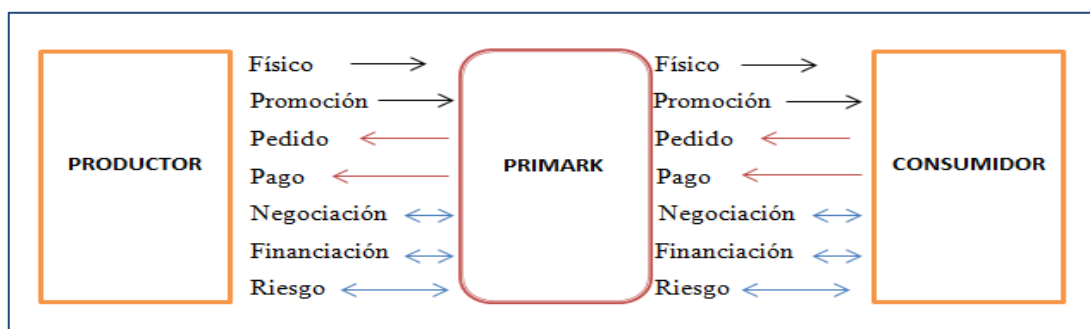 Físico
Físico
Promoción
Promoción
Pedido
Pedido
PRODUCTOR
PRIMARK
CONSUMIDOR
Pago
Pago
Negociación
Negociación
Financiación
Financiación
Riesgo
Riesgo